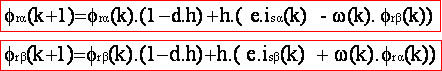 ϕrα(k+1)=ϕrα(k).(1−d.h)+h.( e.isα(k) - ω(k). ϕrβ(k))
ϕrβ(k+1)=ϕrβ(k).(1−d.h)+h.( e.isβ(k) + ω(k).ϕrα(k))